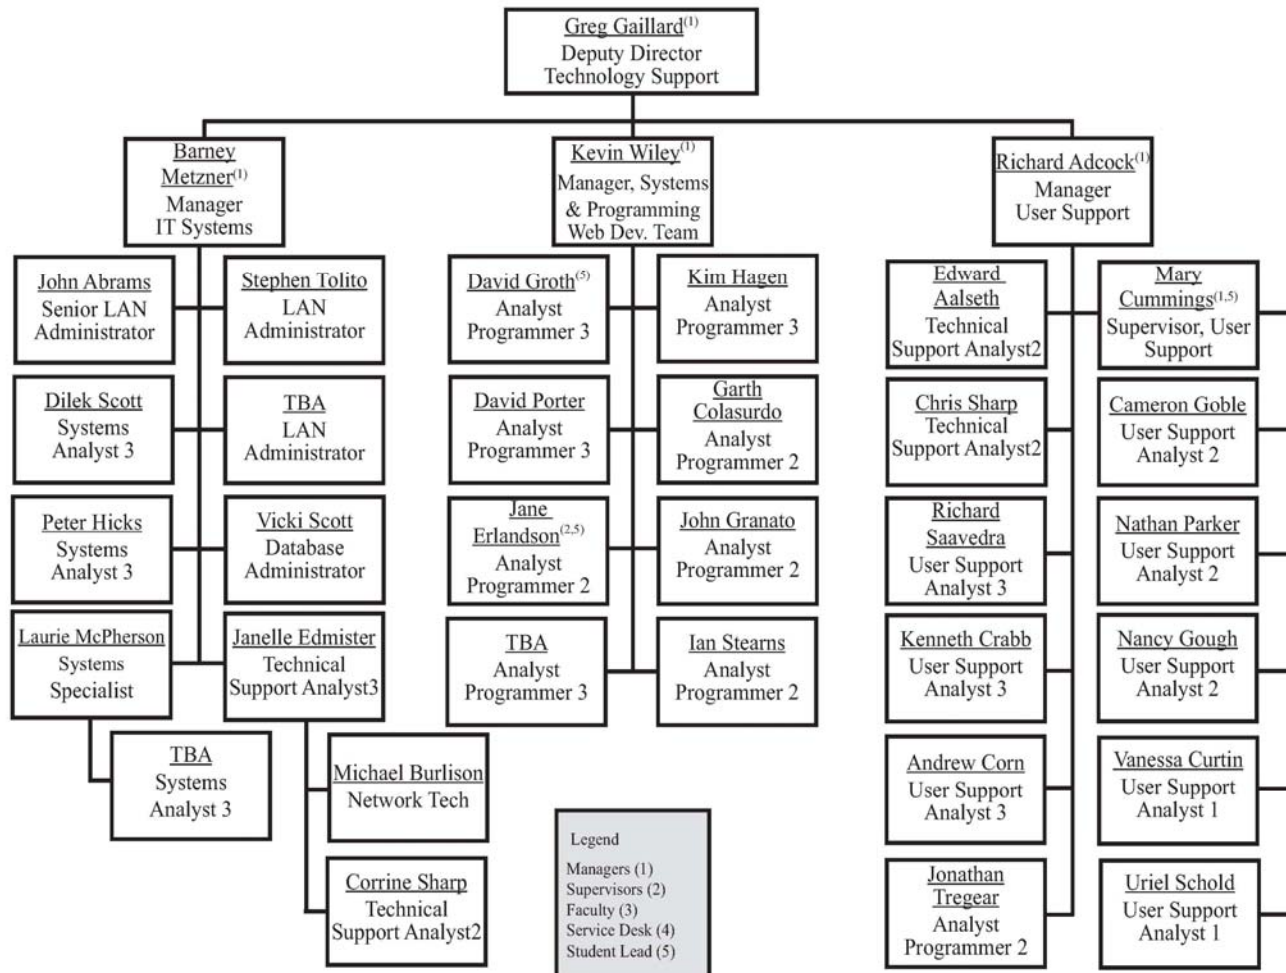 Greg Gaillard(1)
Deputy Director
Technology Support
Barney
Metzner(1)
Manager
IT Systems
Kevin Wiley(1)
Manager, Systems
& Programming
Web Dev. Team
Richard Adcock(1)
Manager
User Support
John Abrams
Senior LAN
Administrator
Stephen Tolito
LAN
Administrator
Dilek Scott
Systems
Analyst 3
TBA
LAN
Administrator
Peter Hicks
Systems
Analyst 3
Vicki Scott
Database
Administrator
Laurie McPherson
Systems
Specialist
Janelle Edmister
Technical
Support Analyst3
TBA
Systems
Analyst 3
Michael Burlison
Network Tech
Corrine Sharp
Technical
Support Analyst2
David Groth(5)
Analyst
Programmer 3
Kim Hagen
Analyst
Programmer 3
David Porter
Analyst
Programmer 3
Garth
Colasurdo
Analyst
Programmer 2
Jane
Erlandson(2,5)
Analyst
Programmer 2
John Granato
Analyst
Programmer 2
TBA
Analyst
Programmer 3
Ian Stearns
Analyst
Programmer 2
Edward
Aalseth
Technical
Support Analyst2
Mary
Cummings(1,5)
Supervisor, User
Support
Chris Sharp
Technical
Support Analyst2
Cameron Goble
User Support
Analyst 2
Richard
Saavedra
User Support
Analyst 3
Nathan Parker
User Support
Analyst 2
Kenneth Crabb
User Support
Analyst 3
Nancy Gough
User Support
Analyst 2
Andrew Corn
User Support
Analyst 3
Vanessa Curtin
User Support
Analyst 1
Jonathan
Tregear
Analyst
Programmer 2
Uriel Schold
User Support
Analyst 1
Legend
Managers (1)
Supervisors (2)
Faculty (3)
Service Desk (4)
Student Lead (5)